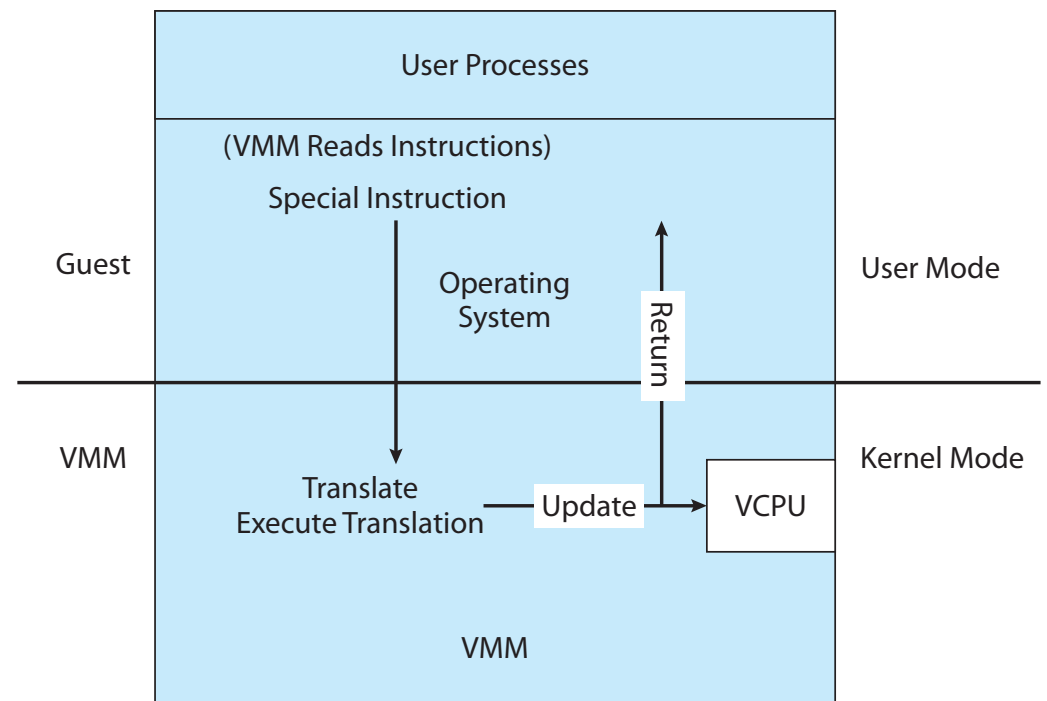 User Processes
(VMM Reads Instructions)
Special Instruction
Guest
Operating
System
User Mode
Return
VMM
Kernel Mode
Translate
Execute Translation
Update
VCPU
VMM